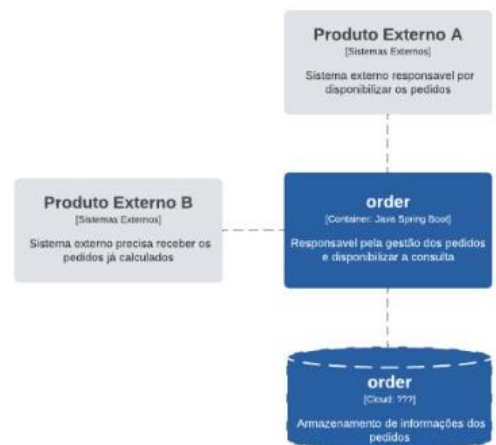 Produto Externo A
[Sistemas Externos]
Sistema externo responsavel por
disponibilizar os pedidos
Produto Externo B
[Sistemas Externos]
Sistema externo precisa receber os
pedidos já calculados
order
[Container: Java Spring Boot]
Responsavel pela gestão dos pedidos
e disponibilizar a consulta
order
[Cloud: ???]
Armazenamento de informações dos
pedidos